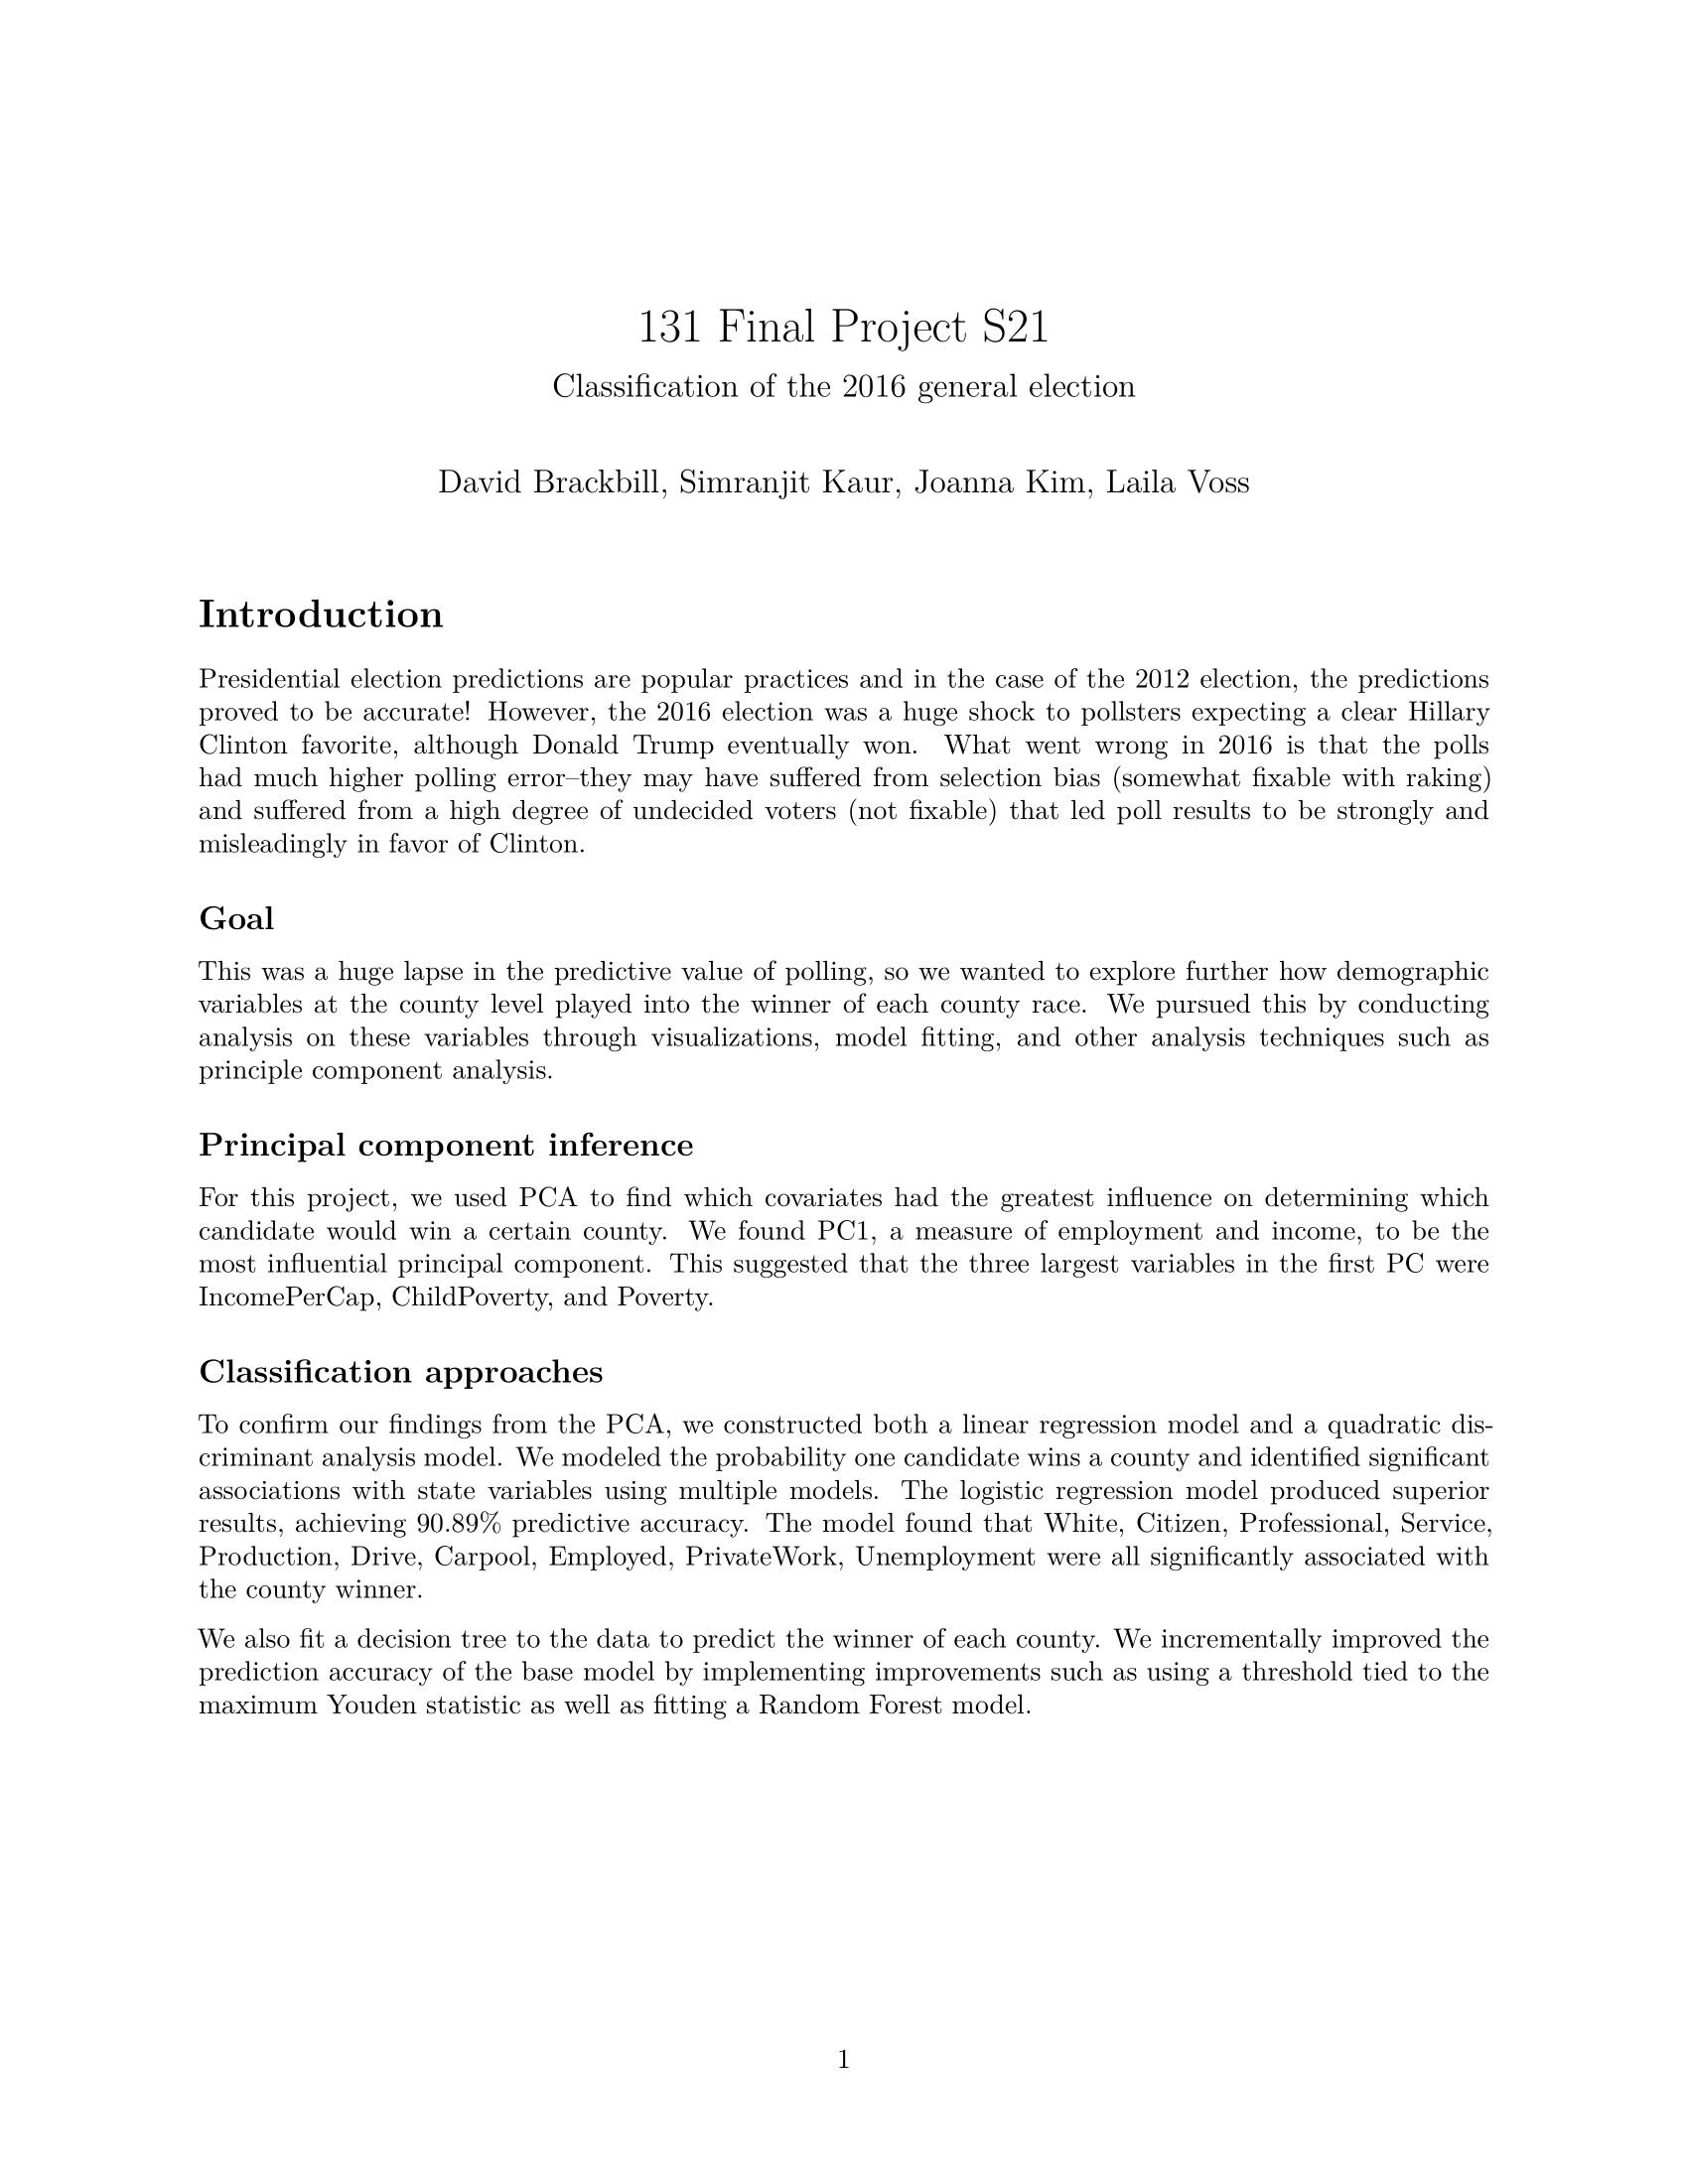 131 Final Project S21
Classification of the 2016 general election
David Brackbill, Simranjit Kaur, Joanna Kim, Laila Voss
Introduction
Presidential election predictions are popular practices and in the case of the 2012 election, the predictions
proved to be accurate! However, the 2016 election was a huge shock to pollsters expecting a clear Hillary
Clinton favorite, although Donald Trump eventually won. What went wrong in 2016 is that the polls
had much higher polling error–they may have suffered from selection bias (somewhat fixable with raking)
and suffered from a high degree of undecided voters (not fixable) that led poll results to be strongly and
misleadingly in favor of Clinton.
Goal
This was a huge lapse in the predictive value of polling, so we wanted to explore further how demographic
variables at the county level played into the winner of each county race. We pursued this by conducting
analysis on these variables through visualizations, model fitting, and other analysis techniques such as
principle component analysis.
Principal component inference
For this project, we used PCA to find which covariates had the greatest influence on determining which
candidate would win a certain county. We found PC1, a measure of employment and income, to be the
most influential principal component. This suggested that the three largest variables in the first PC were
IncomePerCap, ChildPoverty, and Poverty.
Classification approaches
To confirm our findings from the PCA, we constructed both a linear regression model and a quadratic dis-
criminant analysis model. We modeled the probability one candidate wins a county and identified significant
associations with state variables using multiple models. The logistic regression model produced superior
results, achieving 90.89% predictive accuracy. The model found that White, Citizen, Professional, Service,
Production, Drive, Carpool, Employed, PrivateWork, Unemployment were all significantly associated with
the county winner.
We also fit a decision tree to the data to predict the winner of each county. We incrementally improved the
prediction accuracy of the base model by implementing improvements such as using a threshold tied to the
maximum Youden statistic as well as fitting a Random Forest model.
1